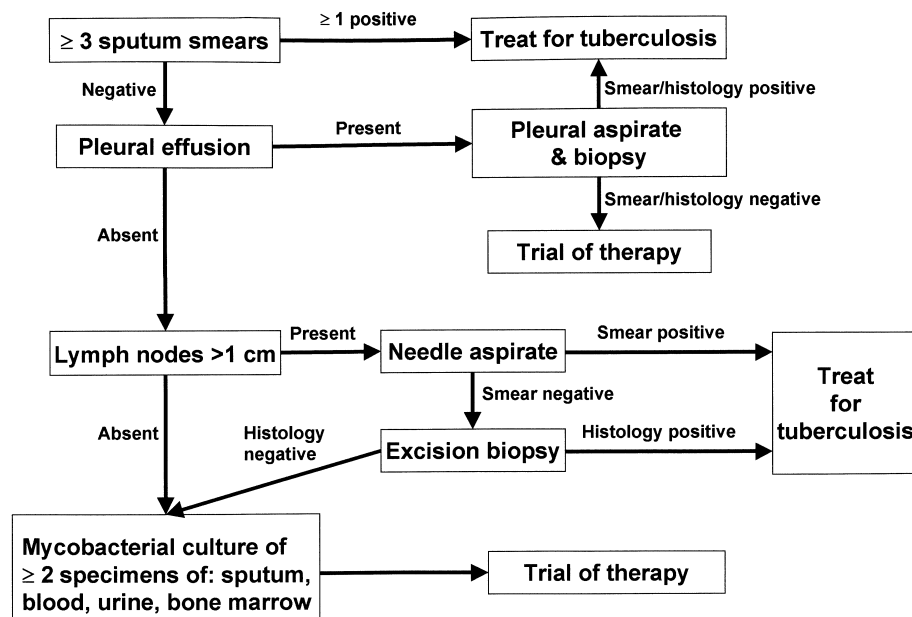 ≥ 3 sputum smears
≥ 1 positive
Treat for tuberculosis
Negative
Smear/histology positive
Pleural effusion
Present
Pleural aspirate
& biopsy
Smear/histology negative
Absent
Trial of therapy
Lymph nodes >1 cm
Present
Needle aspirate
Smear positive
Treat
for
tuberculosis
Smear negative
Absent
Histology
negative
Excision biopsy
Histology positive
Mycobacterial culture of
≥ 2 specimens of: sputum,
blood, urine, bone marrow
Trial of therapy